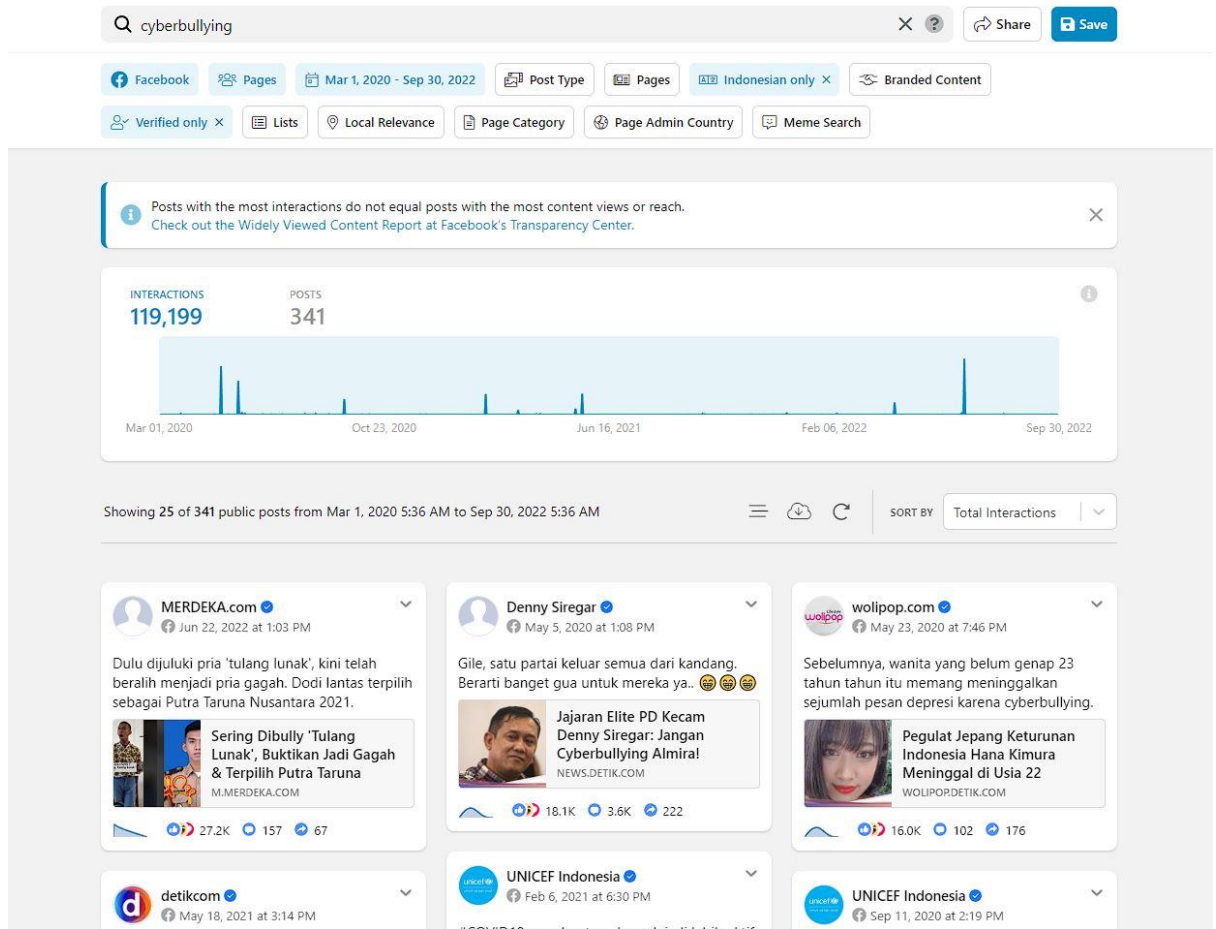 cyberbullying
Share
Save
Facebook
Pages
Mar 1, 2020 - Sep 30, 2022
Post Type
Pages
Indonesian only
Branded Content
Verified only
Lists
Local Relevance
Page Category
Page Admin Country
Meme Search
Posts with the most interactions do not equal posts with the most content views or reach.
Check out the Widely Viewed Content Report at Facebook's Transparency Center.
INTERACTIONS
119,199
POSTS
341
Mar 01, 2020
Oct 23, 2020
Jun 16, 2021
Feb 06, 2022
Sep 30, 2022
Showing 25 of 341 public posts from Mar 1, 2020 5:36 AM to Sep 30, 2022 5:36 AM
SORT BY
Total Interactions
MERDEKA.com
Jun 22, 2022 at 1:03 PM
Dulu dijuluki pria 'tulang lunak', kini telah
beralih menjadi pria gagah. Dodi lantas terpilih
sebagai Putra Taruna Nusantara 2021.
Sering Dibully 'Tulang
Lunak', Buktikan Jadi Gagah
& Terpilih Putra Taruna
M.MERDEKA.COM
27.2K 157 67
Denny Siregar
May 5, 2020 at 1:08 PM
Gile, satu partai keluar semua dari kandang.
Berarti banget gua untuk mereka ya.. 😁😁😁
Jajaran Elite PD Kecam
Denny Siregar: Jangan
Cyberbullying Almira!
NEWS.DETIK.COM
18.1K 3.6K 222
wolipop
wolipop.com
May 23, 2020 at 7:46 PM
Sebelumnya, wanita yang belum genap 23
tahun tahun itu memang meninggalkan
sejumlah pesan depresi karena cyberbullying.
Pegulat Jepang Keturunan
Indonesia Hana Kimura
Meninggal di Usia 22
WOLIPOP.DETIK.COM
16.0K 102 176
d
detikcom
May 18, 2021 at 3:14 PM
unicef
UNICEF Indonesia
Feb 6, 2021 at 6:30 PM
unicef
UNICEF Indonesia
Sep 11, 2020 at 2:19 PM